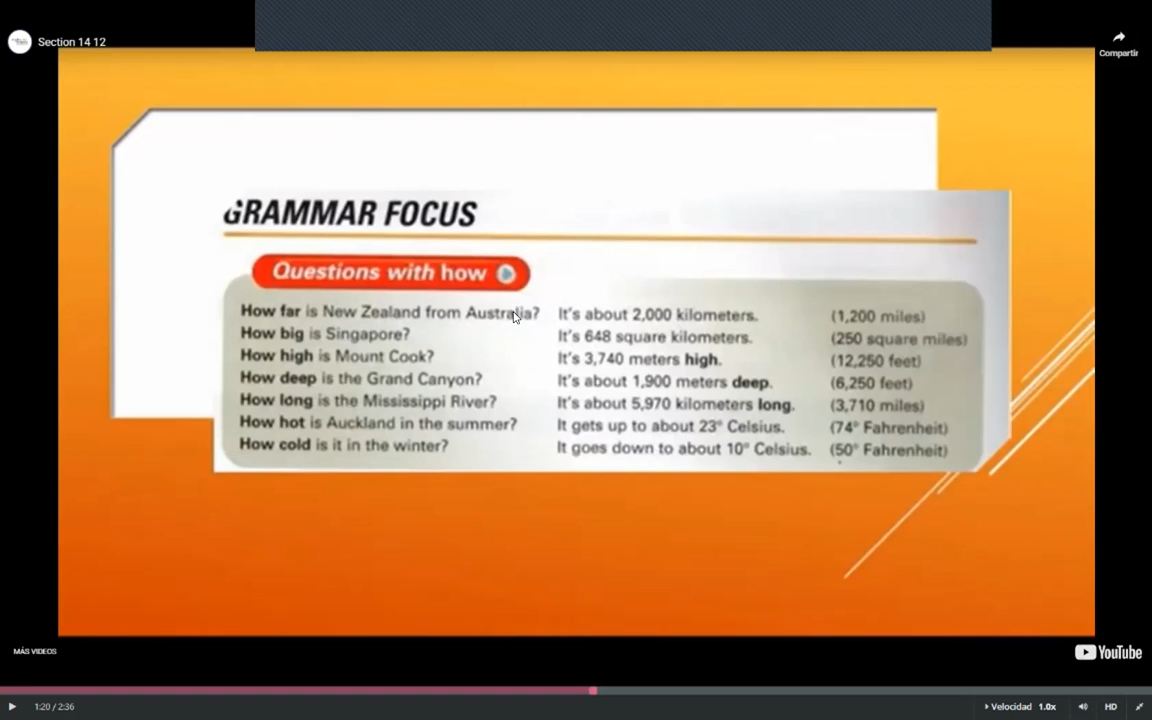 Section 14 12
Compartir
GRAMMAR FOCUS
Questions with how
How far is New Zealand from Australia? It's about 2,000 kilometers. (1,200 miles)
How big is Singapore? It's 648 square kilometers. (250 square miles)
How high is Mount Cook? It's 3,740 meters high. (12,250 feet)
How deep is the Grand Canyon? It's about 1,900 meters deep. (6,250 feet)
How long is the Mississippi River? It's about 5,970 kilometers long. (3,710 miles)
How hot is Auckland in the summer? It gets up to about 23° Celsius. (74° Fahrenheit)
How cold is it in the winter? It goes down to about 10° Celsius. (50° Fahrenheit)
MÁS VIDEOS
YouTube
1:20 / 2:36
Velocidad 1.0x
HD